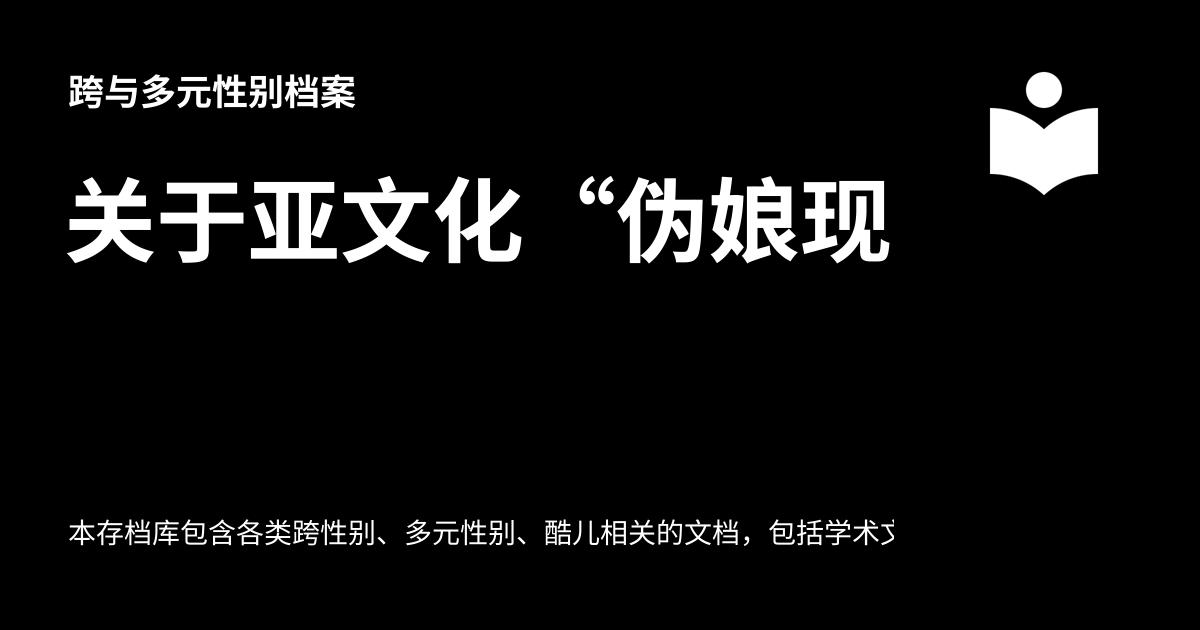 跨与多元性别档案
关于亚文化“伪娘现
本存档库包含各类跨性别、多元性别、酷儿相关的文档，包括学术文